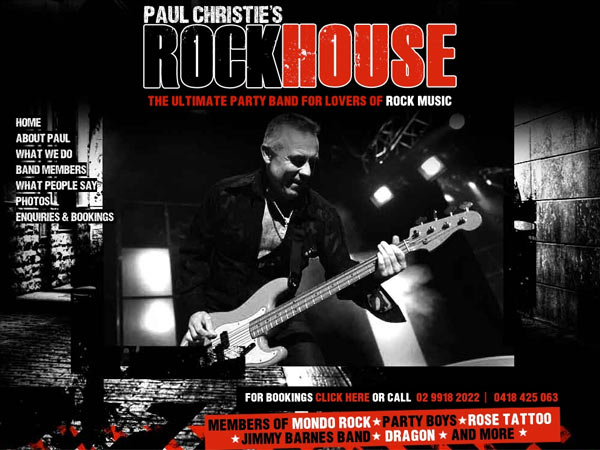 PAUL CHRISTIE'S
ROCKHOUSE
THE ULTIMATE PARTY BAND FOR LOVERS OF ROCK MUSIC
HOME
ABOUT PAUL
WHAT WE DO
BAND MEMBERS
WHAT PEOPLE SAY
PHOTOS
ENQUIRIES & BOOKINGS
FOR BOOKINGS CLICK HERE OR CALL 02 9918 2022 | 0418 425 063
MEMBERS OF MONDO ROCK ★ PARTY BOYS ★ ROSE TATTOO
★ JIMMY BARNES BAND ★ DRAGON ★ AND MORE ★